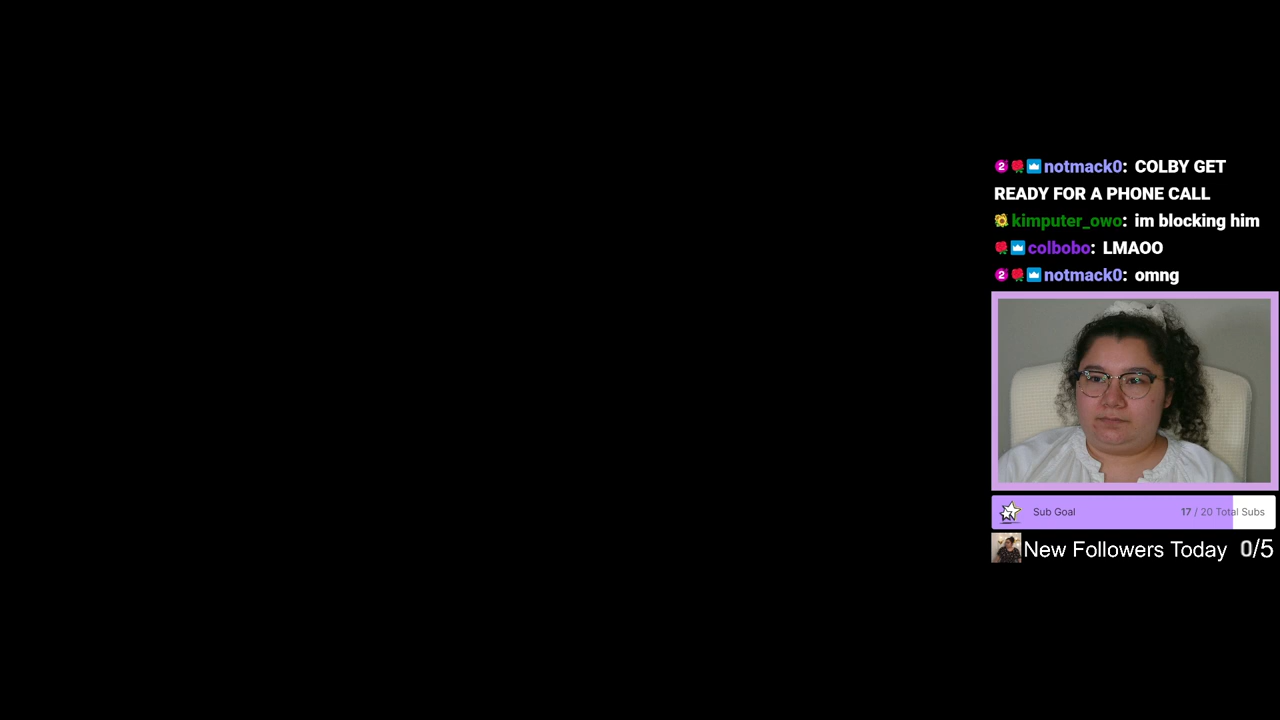 notmack0: COLBY GET
READY FOR A PHONE CALL
kimputer_owo: im blocking him
colbobo: LMAOO
notmack0: omng
Sub Goal 17 / 20 Total Subs
New Followers Today 0/5